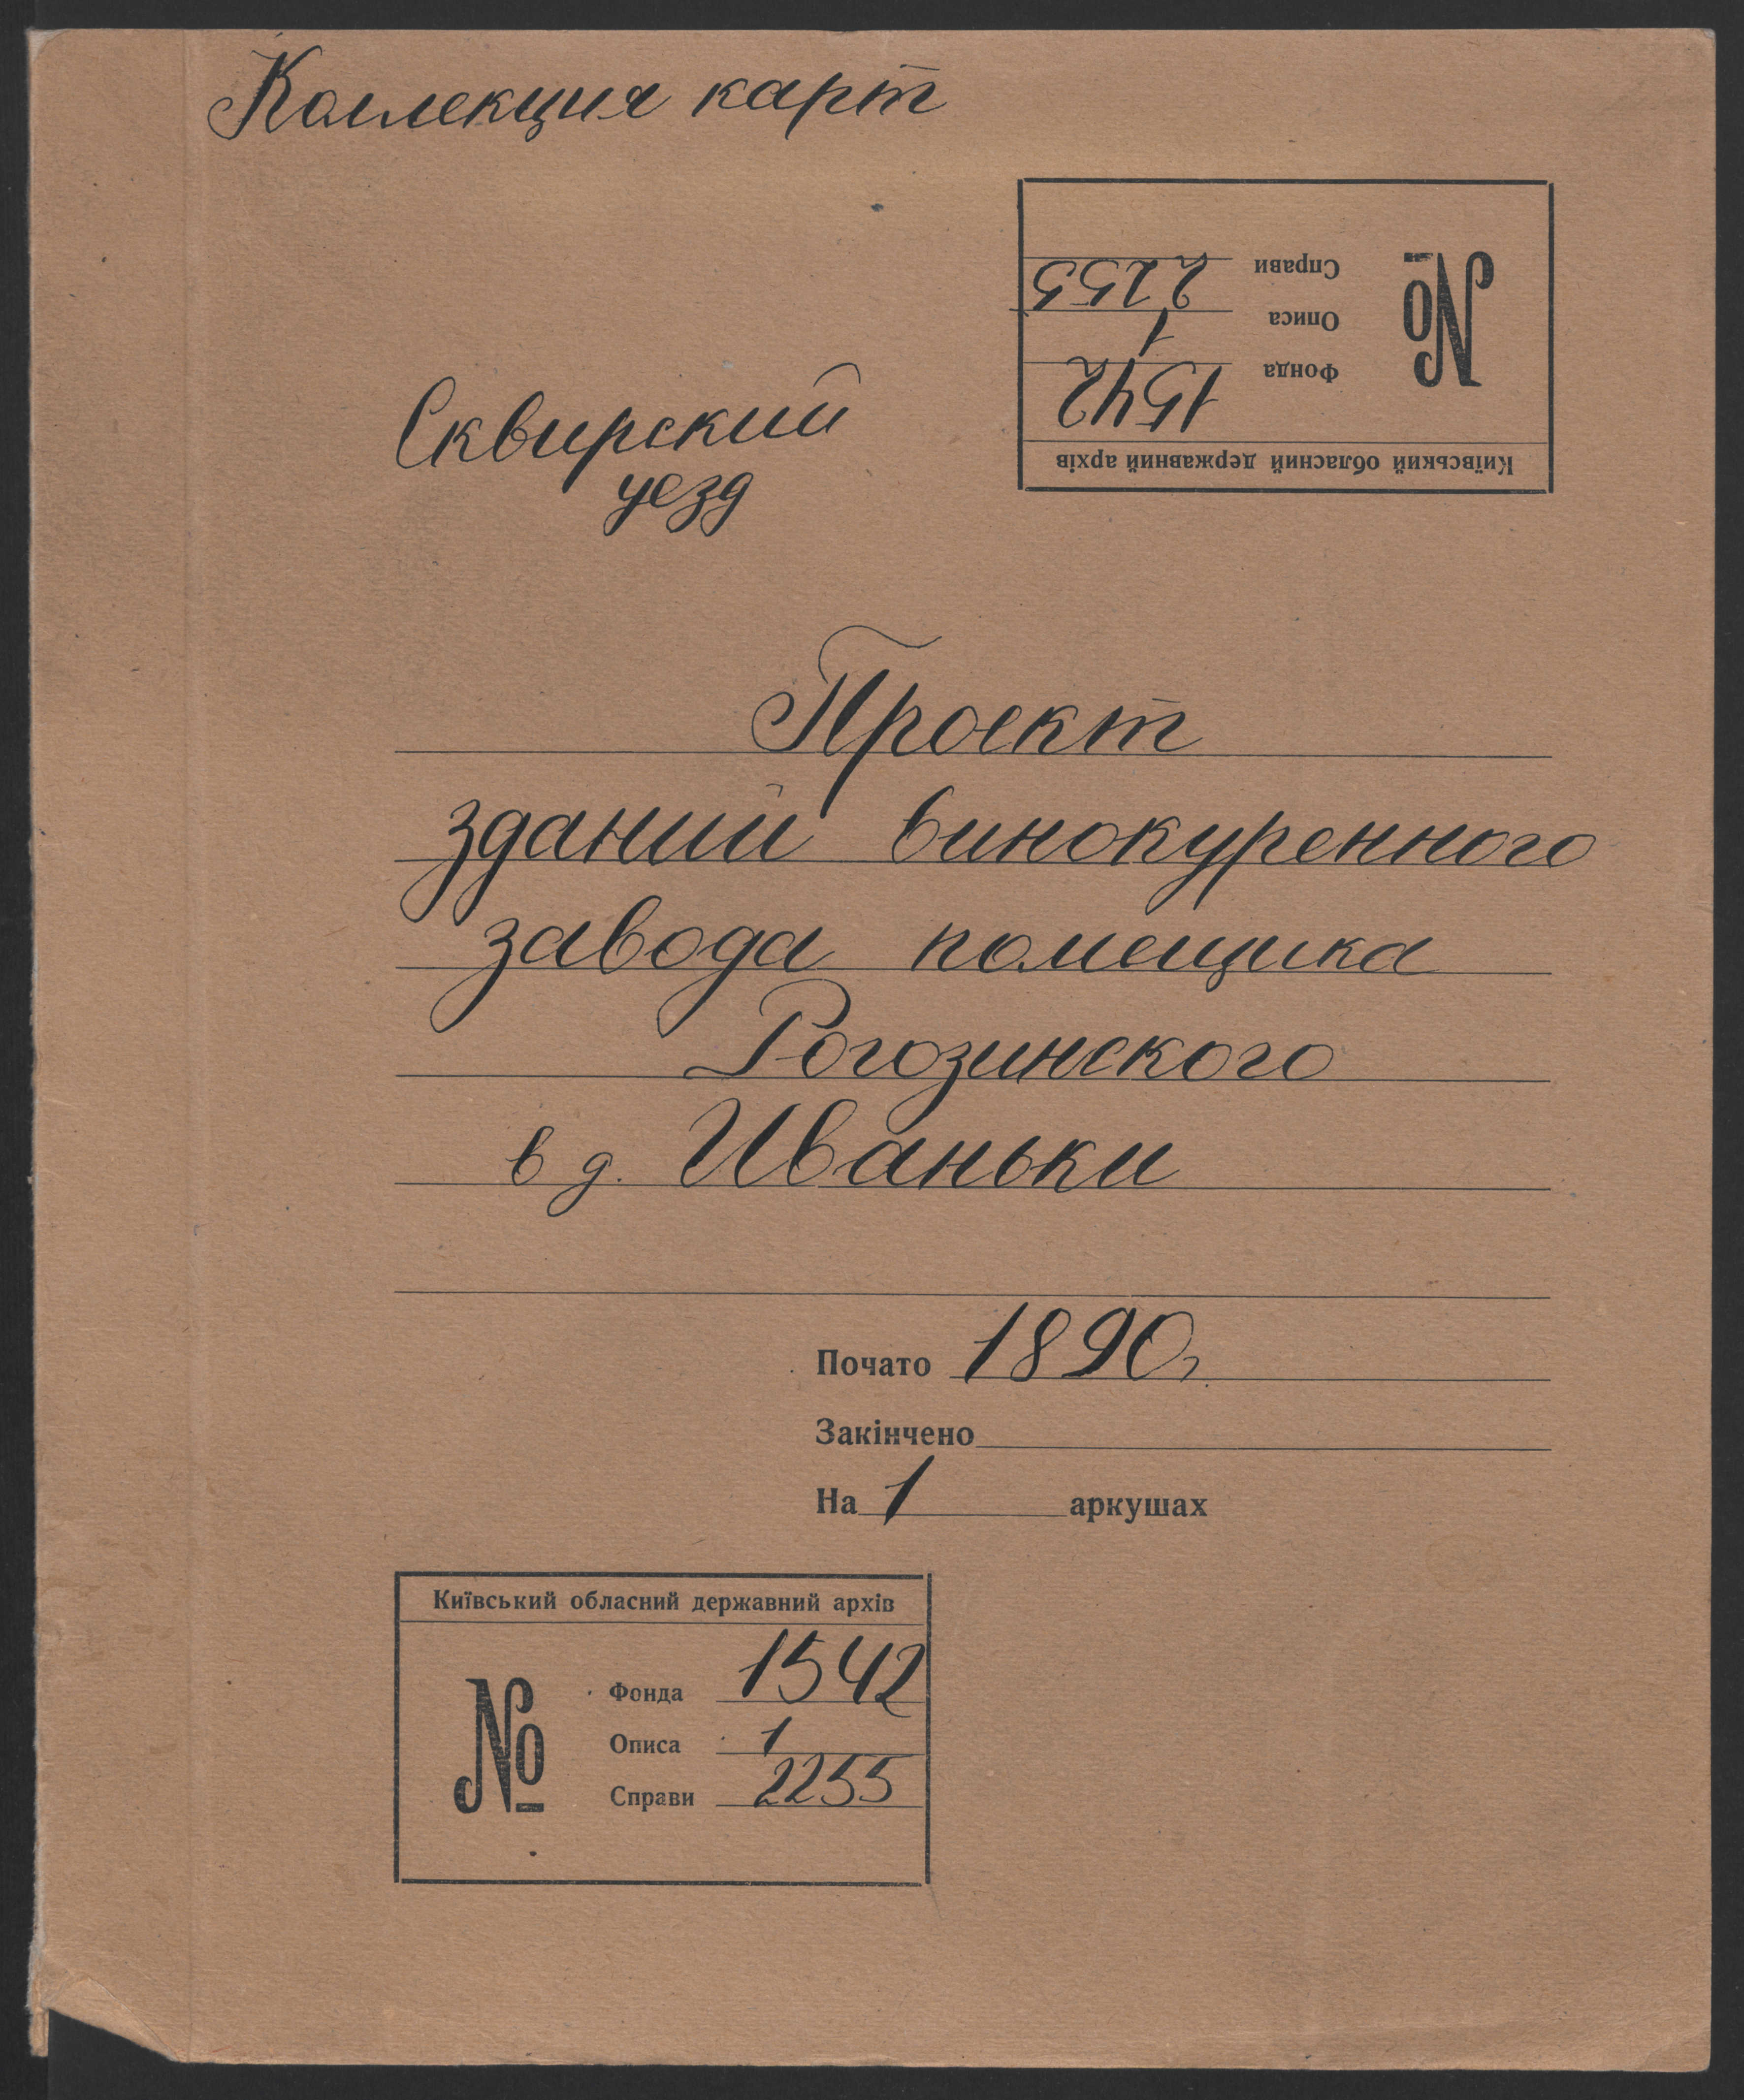 Коллекция карт
Київський обласний державний архів
№
Фонда 1542
Описа 1
Справи 2255
Сквирский
уезд
Проект
зданий винокуренного
завода помещика
Рогозинского
в д. Иваньки
Почато 1890 г.
Закінчено
На 1 аркушах
Київський обласний державний архів
№
Фонда 1542
Описа 1
Справи 2255